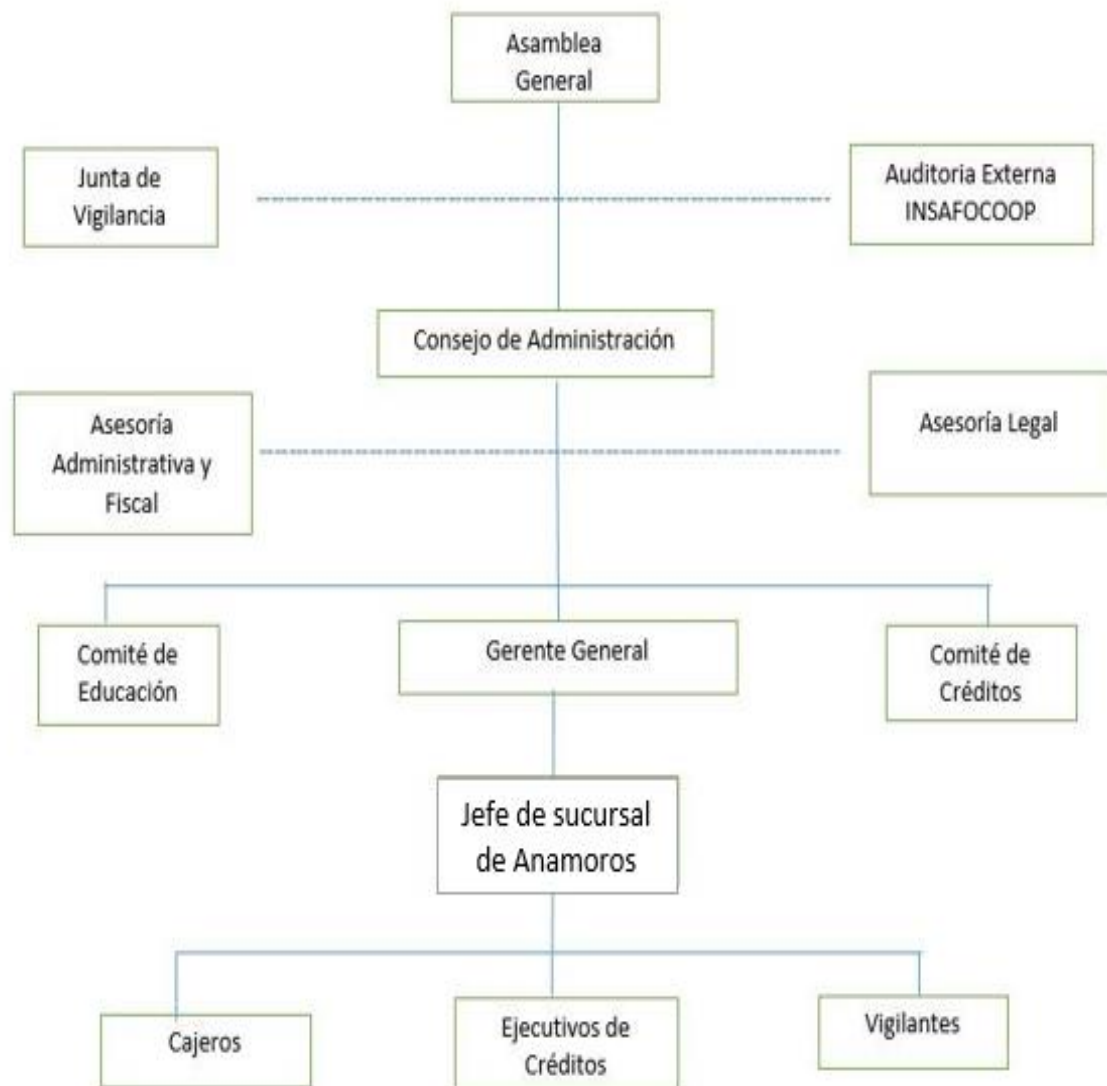 Asamblea
General
Junta de
Vigilancia
Auditoria Externa
INSAFOCOOP
Consejo de Administración
Asesoría
Administrativa y
Fiscal
Asesoría Legal
Comité de
Educación
Gerente General
Comité de
Créditos
Jefe de sucursal
de Anamoros
Cajeros
Ejecutivos de
Créditos
Vigilantes